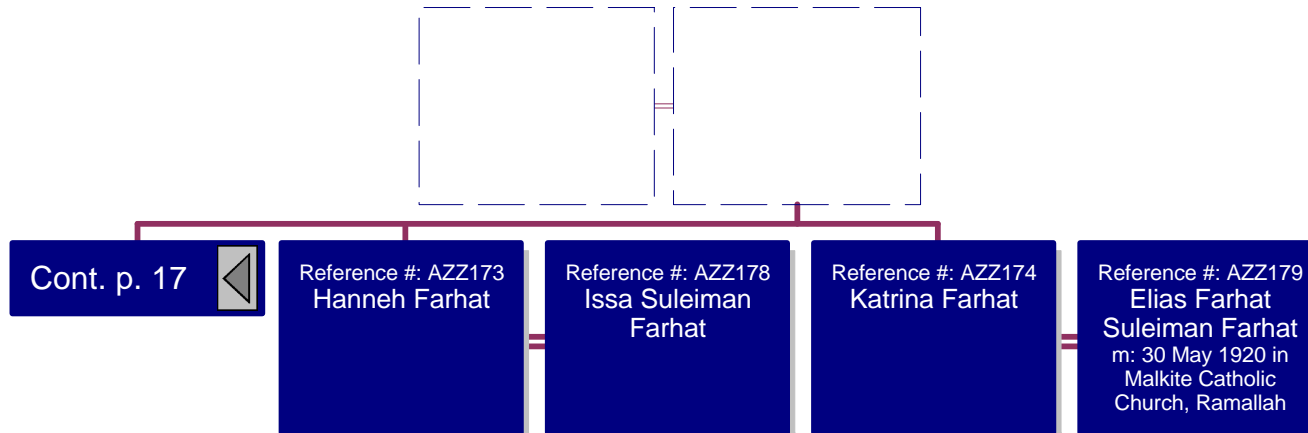 Cont. p. 17
Reference #: AZZ173
Hanneh Farhat
Reference #: AZZ178
Issa Suleiman
Farhat
Reference #: AZZ174
Katrina Farhat
Reference #: AZZ179
Elias Farhat
Suleiman Farhat
m: 30 May 1920 in
Malkite Catholic
Church, Ramallah